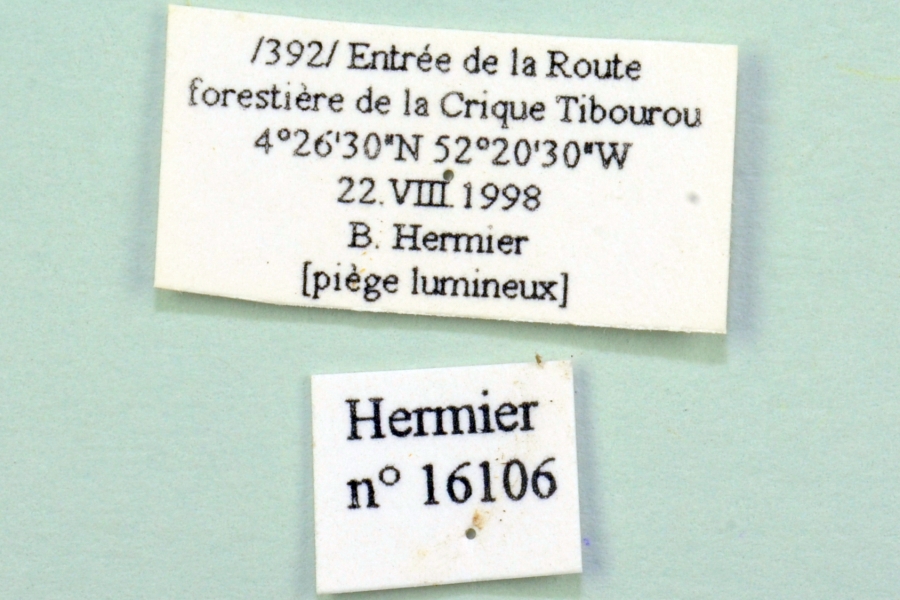 /392/ Entrée de la Route
forestière de la Crique Tibourou
4°26'30"N 52°20'30"W
22.VIII.1998
B. Hermier
[piège lumineux]
Hermier
n° 16106